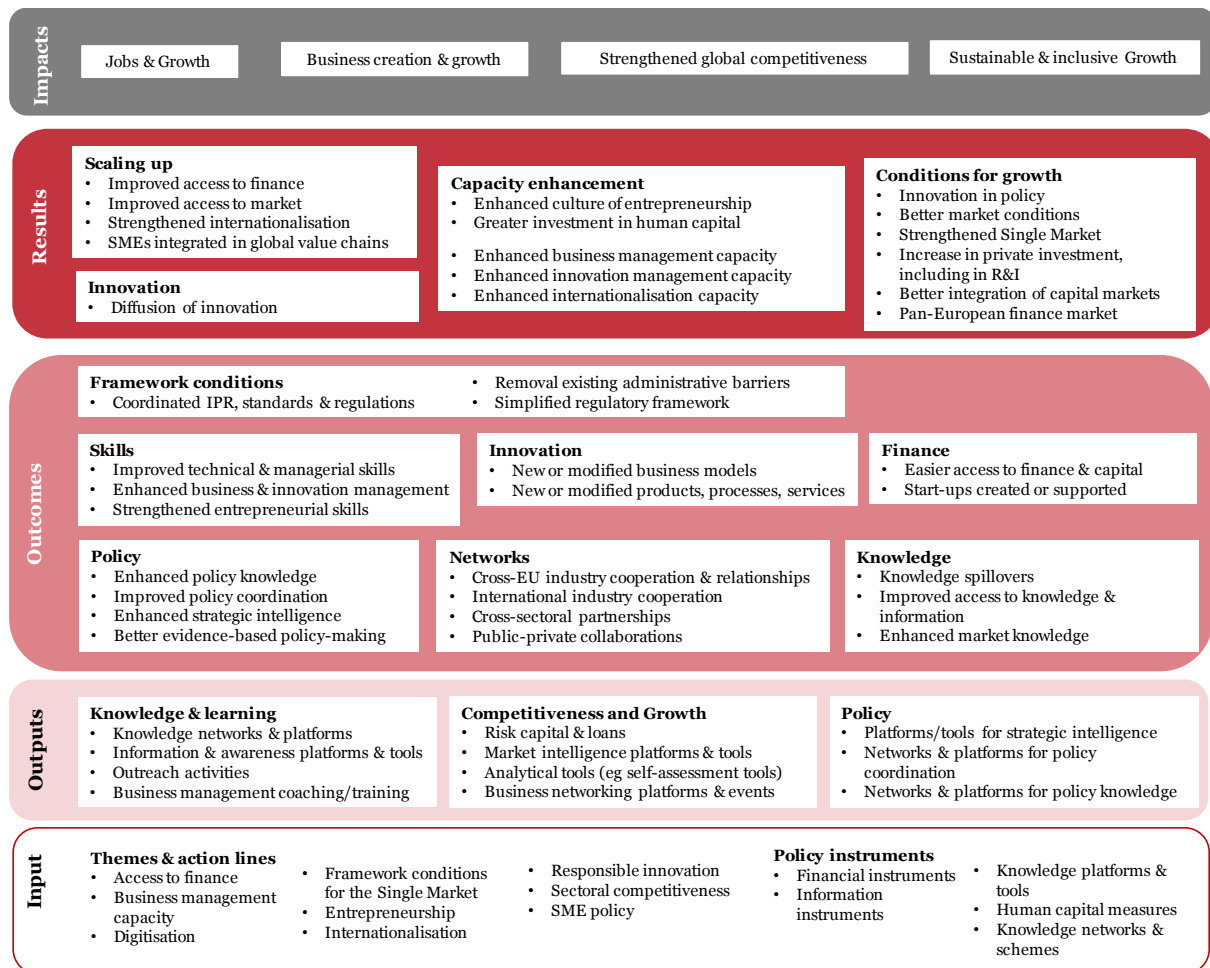 Impacts
Jobs & Growth
Business creation & growth
Strengthened global competitiveness
Sustainable & inclusive Growth
Results
Scaling up
• Improved access to finance
• Improved access to market
• Strengthened internationalisation
• SMEs integrated in global value chains
Innovation
• Diffusion of innovation
Capacity enhancement
• Enhanced culture of entrepreneurship
• Greater investment in human capital
• Enhanced business management capacity
• Enhanced innovation management capacity
• Enhanced internationalisation capacity
Conditions for growth
• Innovation in policy
• Better market conditions
• Strengthened Single Market
• Increase in private investment,
including in R&I
• Better integration of capital markets
• Pan-European finance market
Outcomes
Framework conditions
• Coordinated IPR, standards & regulations
• Removal existing administrative barriers
• Simplified regulatory framework
Skills
• Improved technical & managerial skills
• Enhanced business & innovation management
• Strengthened entrepreneurial skills
Innovation
• New or modified business models
• New or modified products, processes, services
Finance
• Easier access to finance & capital
• Start-ups created or supported
Policy
• Enhanced policy knowledge
• Improved policy coordination
• Enhanced strategic intelligence
• Better evidence-based policy-making
Networks
• Cross-EU industry cooperation & relationships
• International industry cooperation
• Cross-sectoral partnerships
• Public-private collaborations
Knowledge
• Knowledge spillovers
• Improved access to knowledge &
information
• Enhanced market knowledge
Outputs
Knowledge & learning
• Knowledge networks & platforms
• Information & awareness platforms & tools
• Outreach activities
• Business management coaching/training
Competitiveness and Growth
• Risk capital & loans
• Market intelligence platforms & tools
• Analytical tools (eg self-assessment tools)
• Business networking platforms & events
Policy
• Platforms/tools for strategic intelligence
• Networks & platforms for policy
coordination
• Networks & platforms for policy knowledge
Input
Themes & action lines
• Access to finance
• Business management
capacity
• Digitisation
• Framework conditions
for the Single Market
• Entrepreneurship
• Internationalisation
• Responsible innovation
• Sectoral competitiveness
• SME policy
Policy instruments
• Financial instruments
• Information
instruments
• Knowledge platforms &
tools
• Human capital measures
• Knowledge networks &
schemes